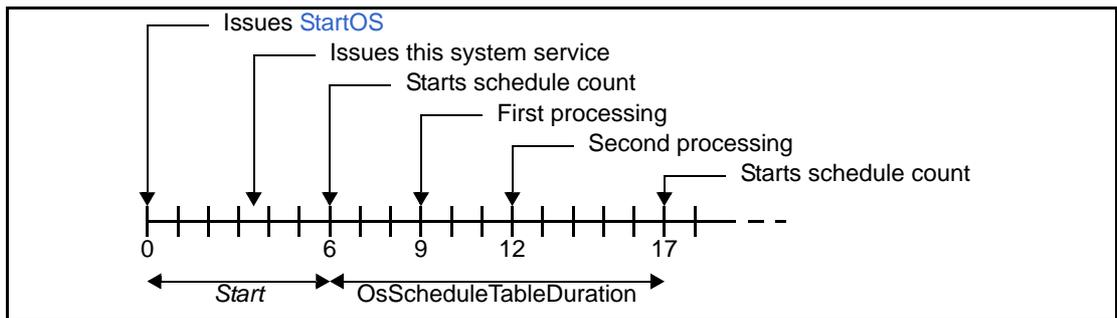 Issues StartOS
Issues this system service
Starts schedule count
First processing
Second processing
Starts schedule count
0 6 9 12 17
Start OsScheduleTableDuration